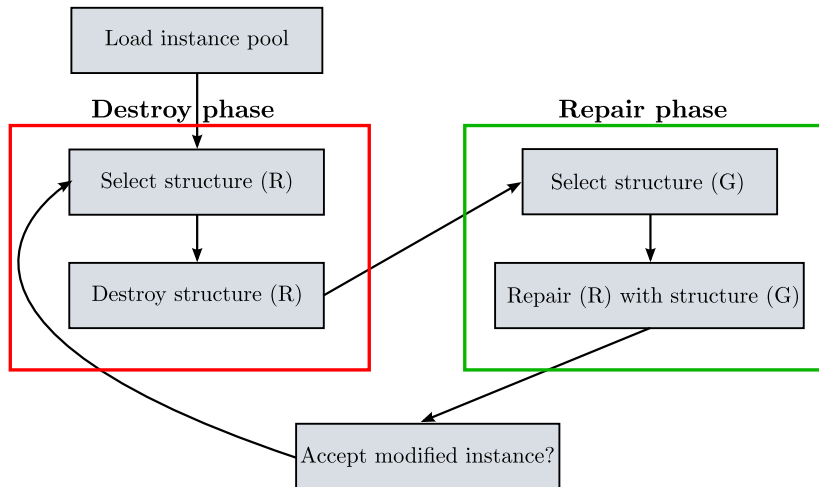 Load instance pool
Destroy phase
Select structure (R)
Destroy structure (R)
Repair phase
Select structure (G)
Repair (R) with structure (G)
Accept modified instance?